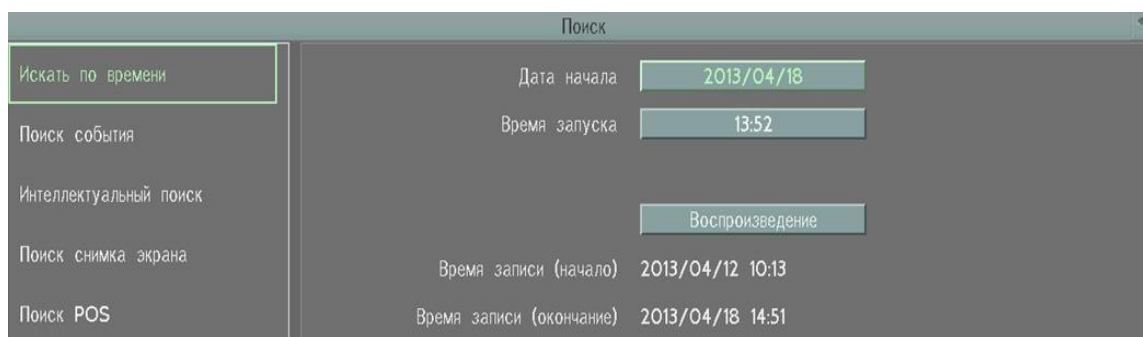 Поиск
Искать по времени
Поиск события
Интеллектуальный поиск
Поиск снимка экрана
Поиск POS
Дата начала 2013/04/18
Время запуска 13:52
Воспроизведение
Время записи (начало) 2013/04/12 10:13
Время записи (окончание) 2013/04/18 14:51